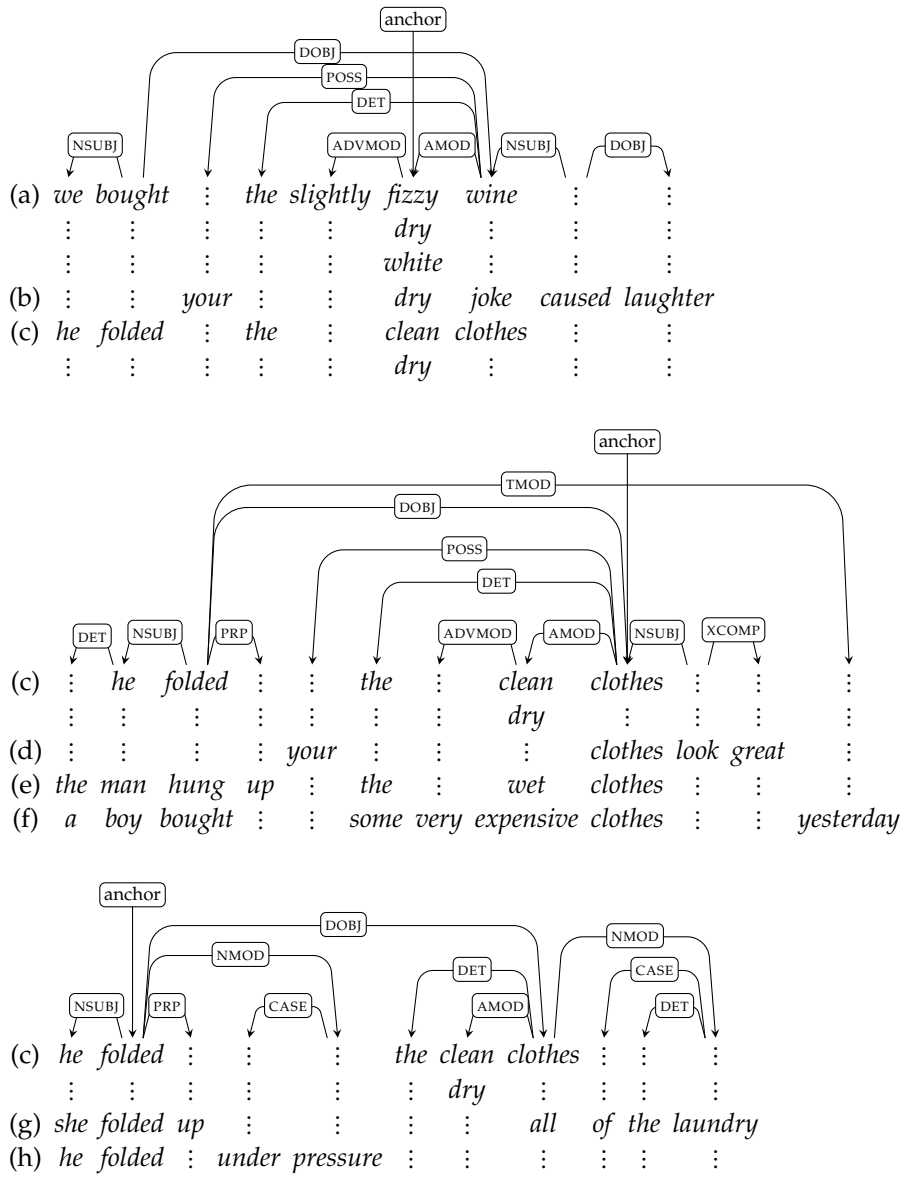 anchor
DOBJ
POSS
DET
NSUBJ ADVMOD AMOD NSUBJ DOBJ
(a) we bought ⋮ the slightly fizzy wine ⋮ ⋮
⋮ ⋮ ⋮ ⋮ ⋮ dry ⋮ ⋮ ⋮
⋮ ⋮ ⋮ ⋮ ⋮ white ⋮ ⋮ ⋮
(b) ⋮ ⋮ your ⋮ ⋮ dry joke caused laughter
(c) he folded ⋮ the ⋮ clean clothes ⋮ ⋮
⋮ ⋮ ⋮ ⋮ ⋮ dry ⋮ ⋮ ⋮
anchor
TMOD
DOBJ
POSS
DET
DET NSUBJ PRP ADVMOD AMOD NSUBJ XCOMP
(c) ⋮ he folded ⋮ ⋮ the ⋮ clean clothes ⋮ ⋮ ⋮
⋮ ⋮ ⋮ ⋮ ⋮ ⋮ ⋮ dry ⋮ ⋮ ⋮ ⋮
(d) ⋮ ⋮ ⋮ ⋮ your ⋮ ⋮ ⋮ clothes look great ⋮
(e) the man hung up ⋮ the ⋮ wet clothes ⋮ ⋮ ⋮
(f) a boy bought ⋮ ⋮ some very expensive clothes ⋮ ⋮ yesterday
anchor
DOBJ
NMOD
NMOD
DET CASE
NSUBJ PRP CASE AMOD DET
(c) he folded ⋮ ⋮ ⋮ the clean clothes ⋮ ⋮ ⋮
⋮ ⋮ ⋮ ⋮ ⋮ ⋮ dry ⋮ ⋮ ⋮ ⋮
(g) she folded up ⋮ ⋮ ⋮ ⋮ all of the laundry
(h) he folded ⋮ under pressure ⋮ ⋮ ⋮ ⋮ ⋮ ⋮